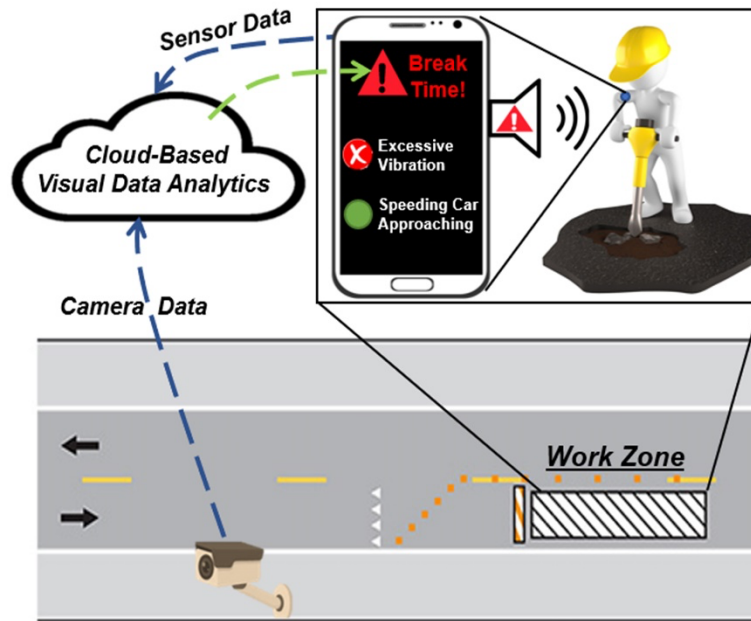 Sensor Data
Break
Time!
Cloud-Based
Visual Data Analytics
Excessive
Vibration
Speeding Car
Approaching
Camera Data
Work Zone